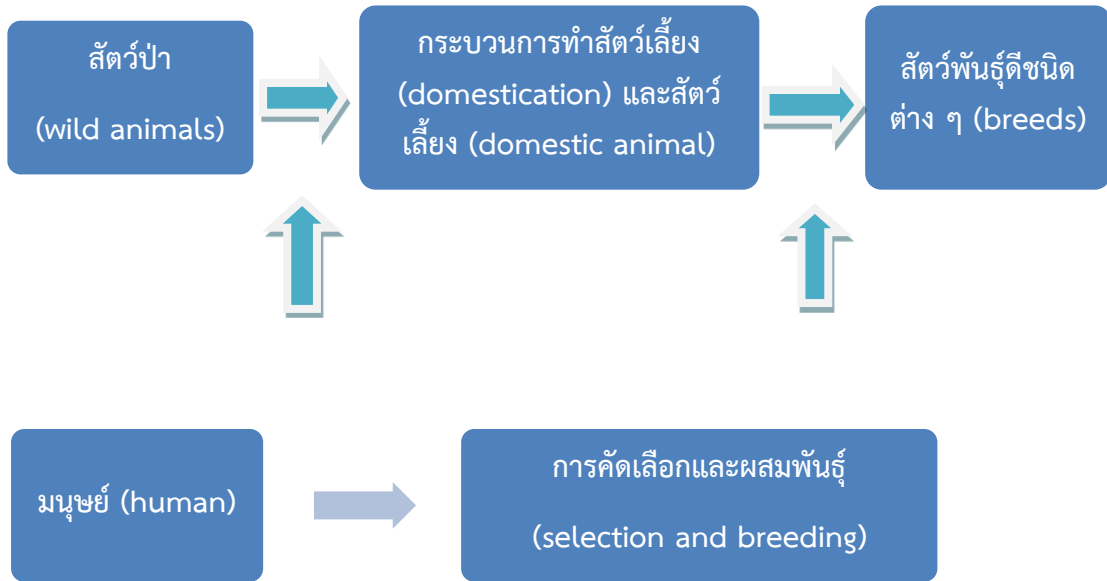 สัตว์ป่า
(wild animals)
กระบวนการทำสัตว์เลี้ยง
(domestication) และสัตว์
เลี้ยง (domestic animal)
สัตว์พันธุ์ดีชนิด
ต่าง ๆ (breeds)
มนุษย์ (human)
การคัดเลือกและผสมพันธุ์
(selection and breeding)